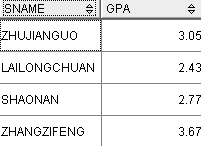 SNAME GPA
ZHUJIANGUO 3.05
LAILONGCHUAN 2.43
SHAONAN 2.77
ZHANGZIFENG 3.67